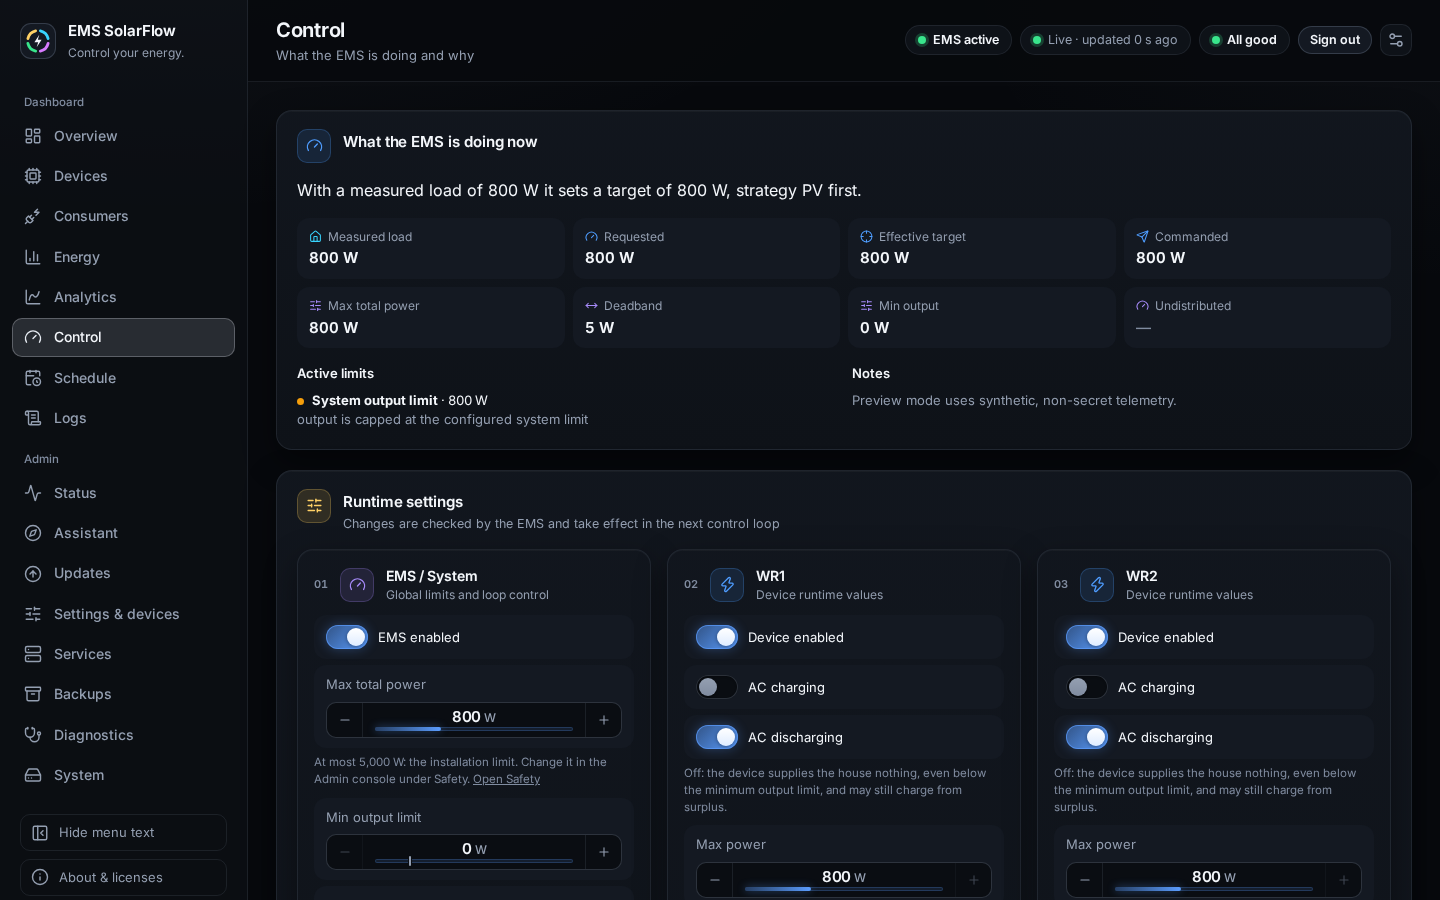 EMS SolarFlow
Control your energy.
Dashboard
Overview
Devices
Consumers
Energy
Analytics
Control
Schedule
Logs
Admin
Status
Assistant
Updates
Settings & devices
Services
Backups
Diagnostics
System
Hide menu text
About & licenses
Control
What the EMS is doing and why
EMS active
Live · updated 0 s ago
All good
Sign out
What the EMS is doing now
With a measured load of 800 W it sets a target of 800 W, strategy PV first.
Measured load
800 W
Requested
800 W
Effective target
800 W
Commanded
800 W
Max total power
800 W
Deadband
5 W
Min output
0 W
Undistributed
—
Active limits
System output limit · 800 W
output is capped at the configured system limit
Notes
Preview mode uses synthetic, non-secret telemetry.
Runtime settings
Changes are checked by the EMS and take effect in the next control loop
01
EMS / System
Global limits and loop control
EMS enabled
Max total power
− 800 W +
At most 5,000 W: the installation limit. Change it in the
Admin console under Safety. Open Safety
Min output limit
− 0 W +
02
WR1
Device runtime values
Device enabled
AC charging
AC discharging
Off: the device supplies the house nothing, even below
the minimum output limit, and may still charge from
surplus.
Max power
− 800 W +
03
WR2
Device runtime values
Device enabled
AC charging
AC discharging
Off: the device supplies the house nothing, even below
the minimum output limit, and may still charge from
surplus.
Max power
− 800 W +